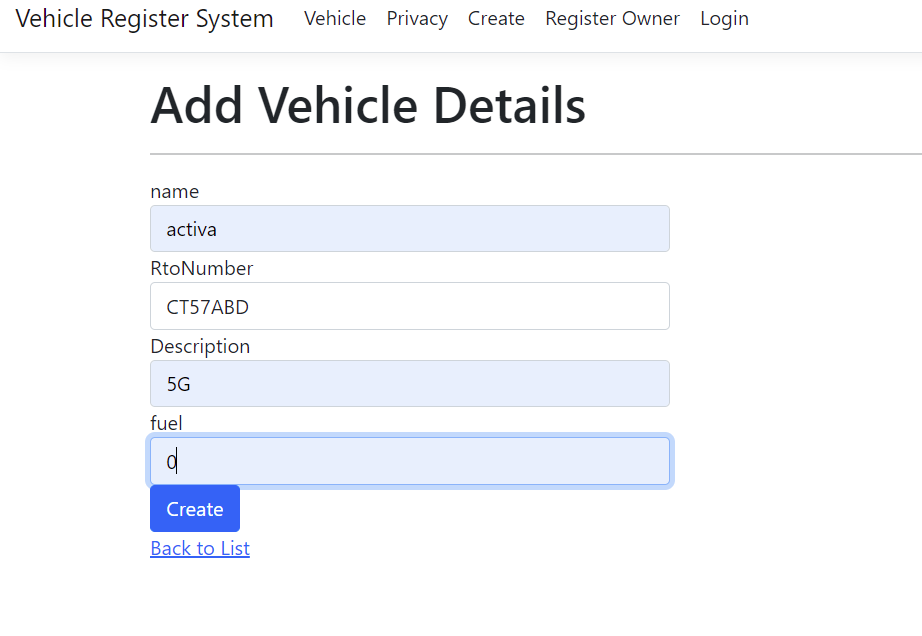 Vehicle Register System Vehicle Privacy Create Register Owner Login
Add Vehicle Details
name
activa
RtoNumber
CT57ABD
Description
5G
fuel
0
Create
Back to List